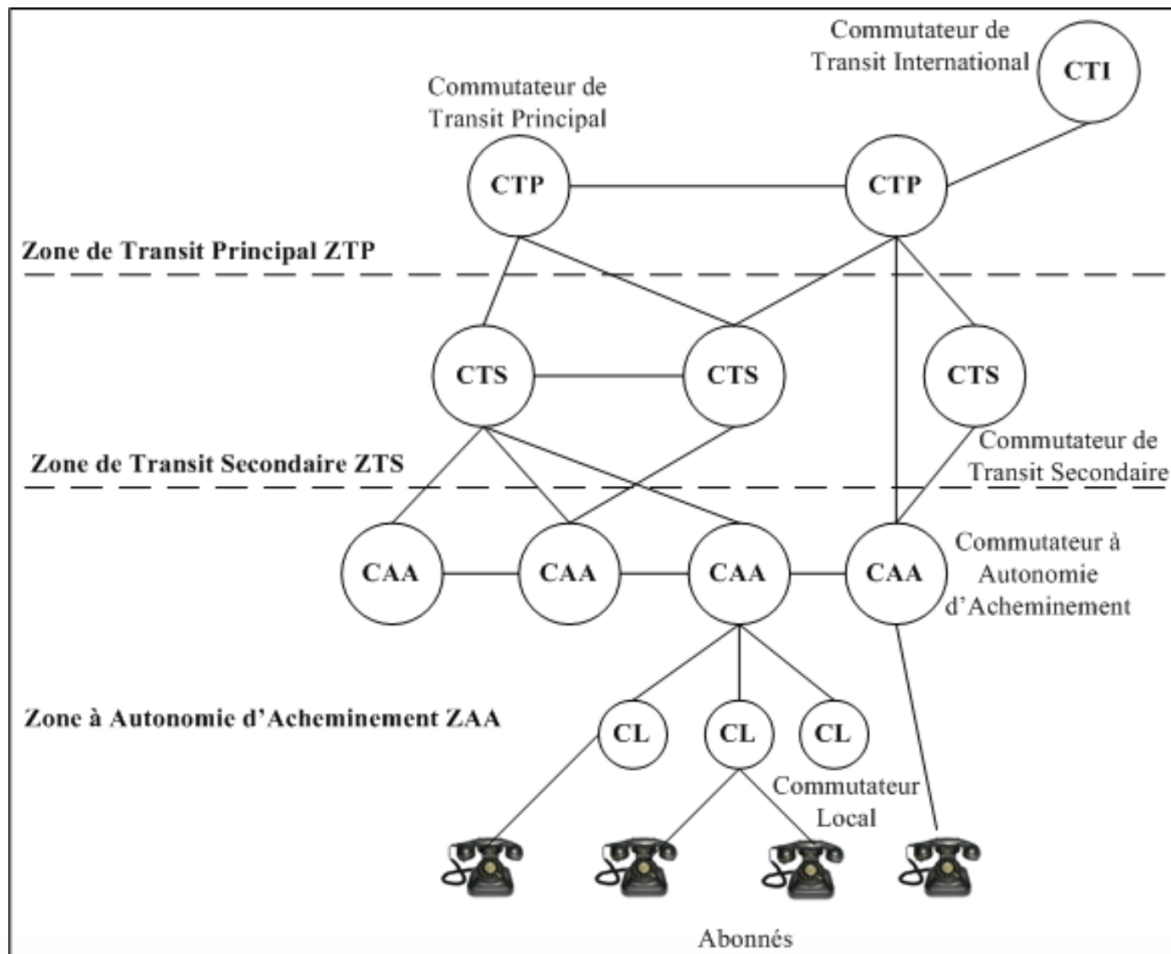 Commutateur de
Transit International
CTI
Commutateur de
Transit Principal
CTP
CTP
Zone de Transit Principal ZTP
CTS
CTS
CTS
Commutateur de
Transit Secondaire
Zone de Transit Secondaire ZTS
CAA
CAA
CAA
CAA
Commutateur à
Autonomie
d’Acheminement
Zone à Autonomie d’Acheminement ZAA
CL
CL
CL
Commutateur
Local
Abonnés